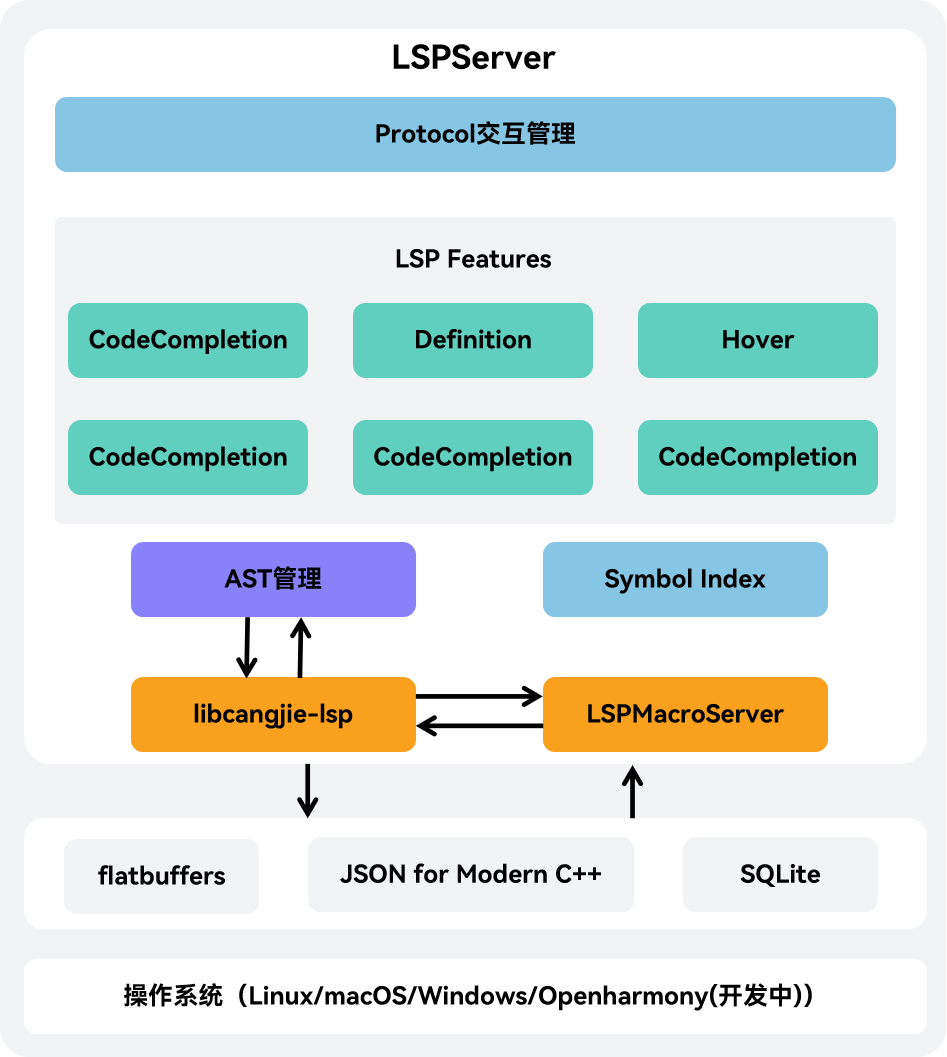 LSPServer
Protocol交互管理
LSP Features
CodeCompletion
Definition
Hover
CodeCompletion
CodeCompletion
CodeCompletion
AST管理
Symbol Index
libcangjie-lsp
LSPMacroServer
flatbuffers
JSON for Modern C++
SQLite
操作系统（Linux/macOS/Windows/Openharmony(开发中)）